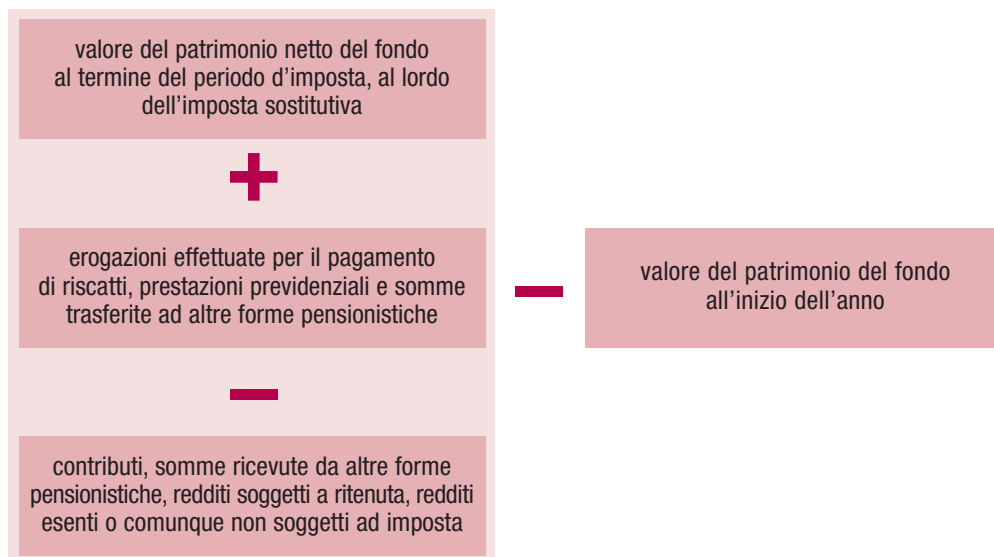 valore del patrimonio netto del fondo
al termine del periodo d'imposta, al lordo
dell'imposta sostitutiva
+
erogazioni effettuate per il pagamento
di riscatti, prestazioni previdenziali e somme
trasferite ad altre forme pensionistiche
–
valore del patrimonio del fondo
all'inizio dell'anno
–
contributi, somme ricevute da altre forme
pensionistiche, redditi soggetti a ritenuta, redditi
esenti o comunque non soggetti ad imposta